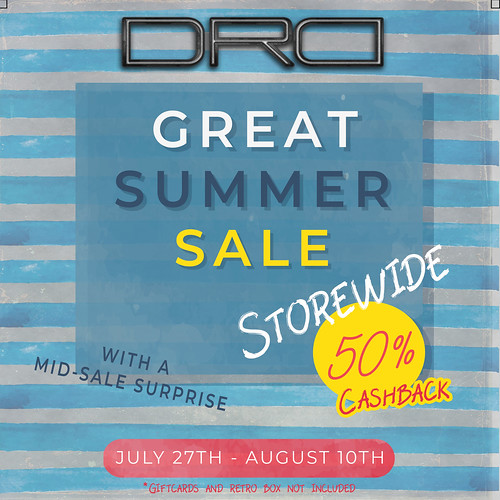 DRD
GREAT
SUMMER
SALE
STOREWIDE
50%
CASHBACK
WITH A
MID-SALE SURPRISE
JULY 27TH - AUGUST 10TH
*GIFTCARDS AND RETRO BOX NOT INCLUDED